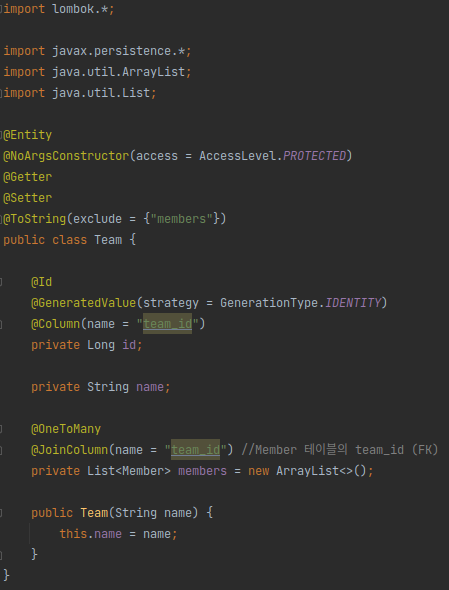 import lombok.*;
import javax.persistence.*;
import java.util.ArrayList;
import java.util.List;
@Entity
@NoArgsConstructor(access = AccessLevel.PROTECTED)
@Getter
@Setter
@ToString(exclude = {"members"})
public class Team {
@Id
@GeneratedValue(strategy = GenerationType.IDENTITY)
@Column(name = "team_id")
private Long id;
private String name;
@OneToMany
@JoinColumn(name = "team_id") //Member 테이블의 team_id (FK)
private List<Member> members = new ArrayList<>();
public Team(String name) {
this.name = name;
}
}